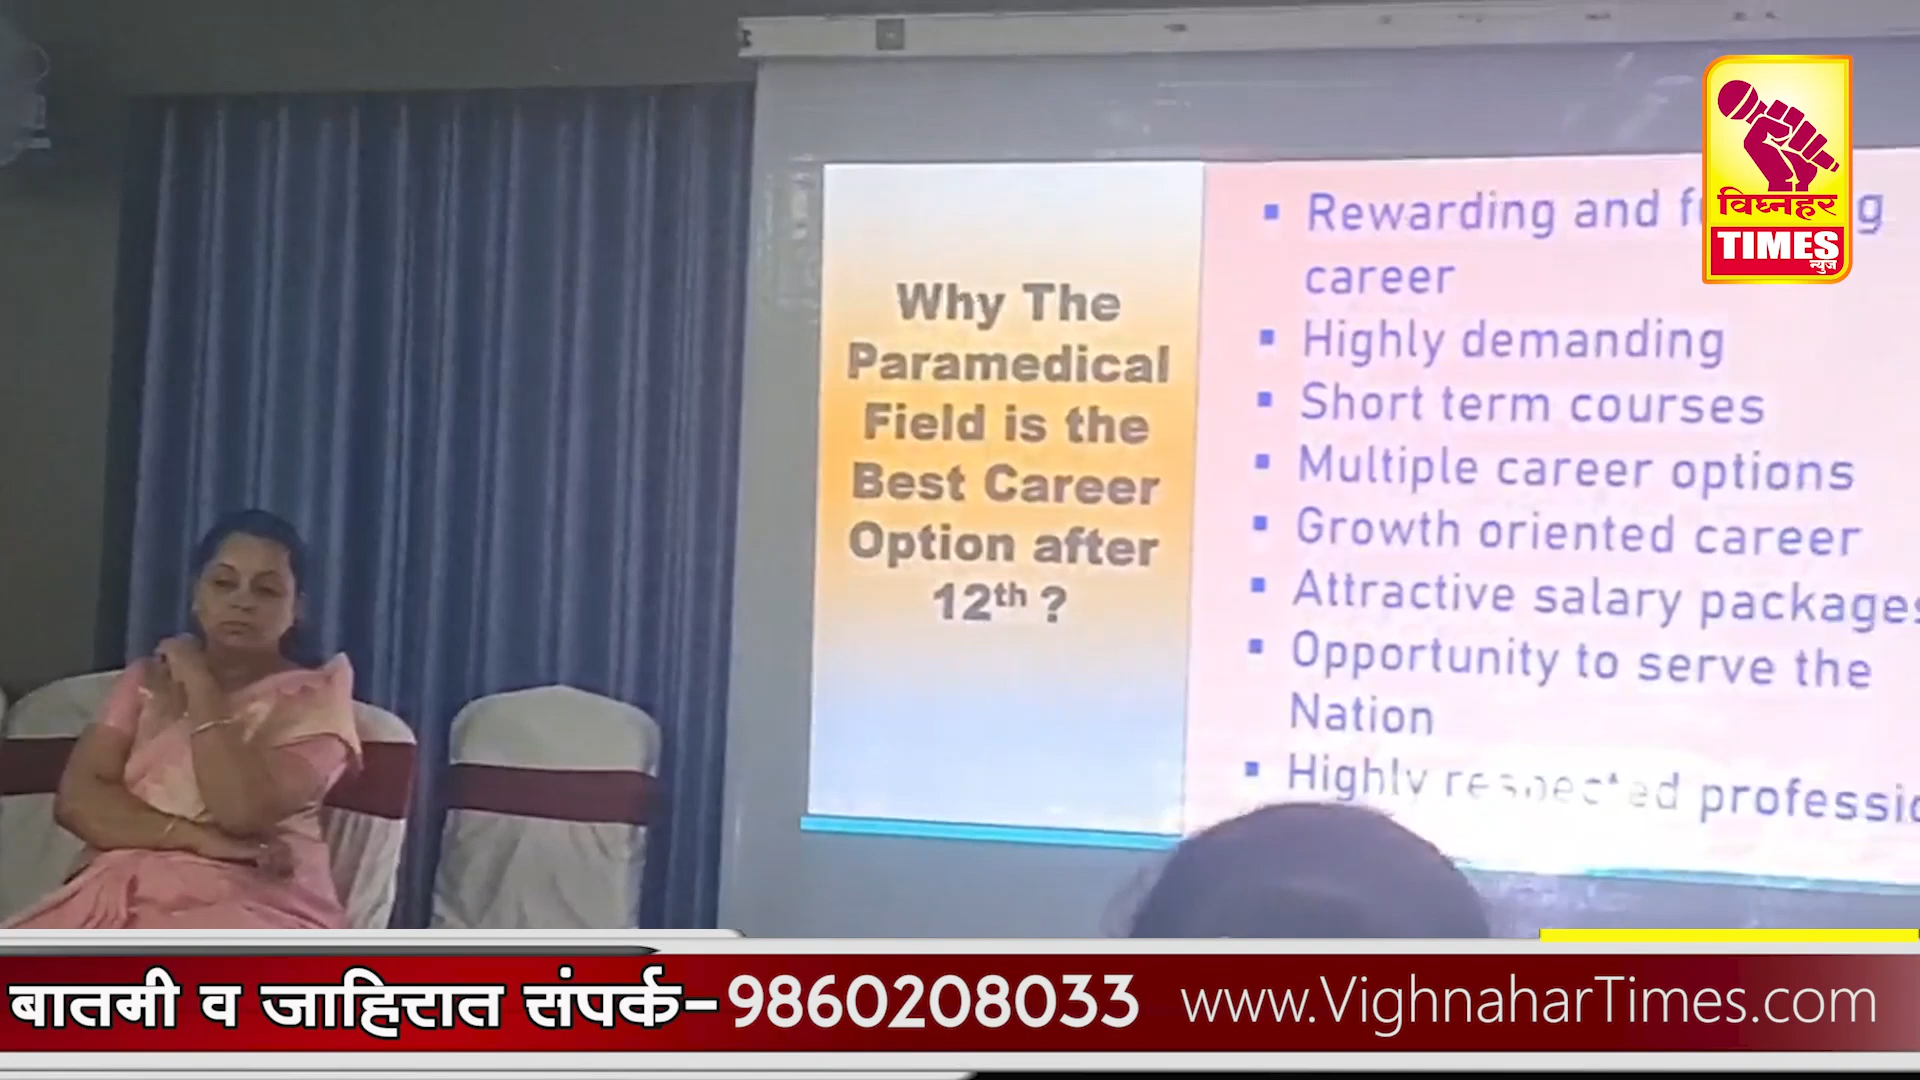 विघ्नहर
TIMES
न्युज
Why The
Paramedical
Field is the
Best Career
Option after
12th ?
▪ Rewarding and
career
▪ Highly demanding
▪ Short term courses
▪ Multiple career options
▪ Growth oriented career
▪ Attractive salary packages
▪ Opportunity to serve the
Nation
▪ Highly respected
बातमी व जाहिरात संपर्क-9860208033 www.VighnaharTimes.com